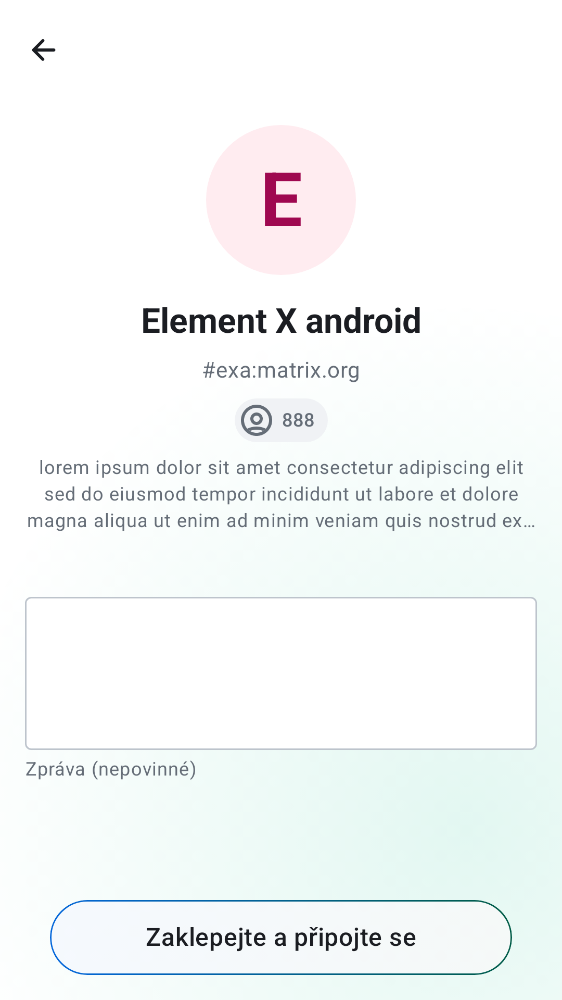 E
Element X android
#exa:matrix.org
888
lorem ipsum dolor sit amet consectetur adipiscing elit
sed do eiusmod tempor incididunt ut labore et dolore
magna aliqua ut enim ad minim veniam quis nostrud ex…
Zpráva (nepovinné)
Zaklepejte a připojte se